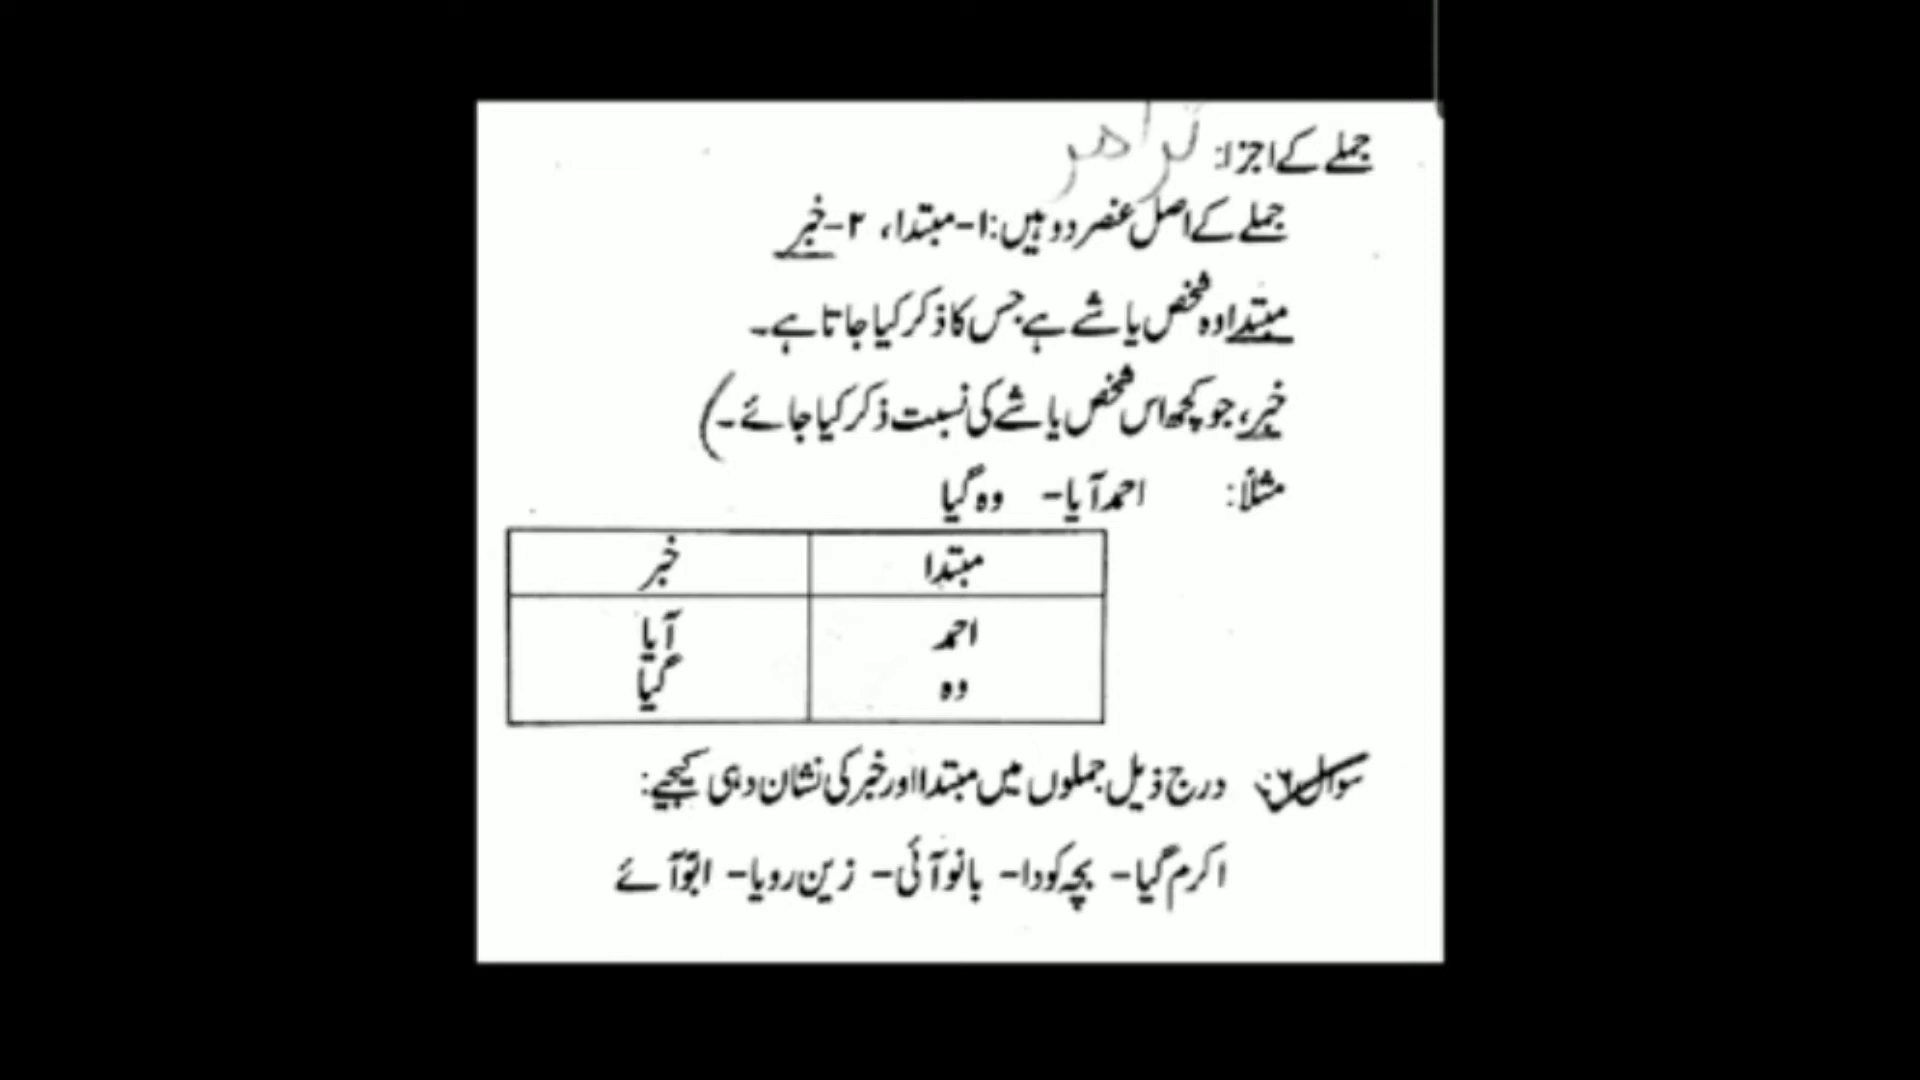 جملے کے اجزا:
جملے کے اصل عنصر دو ہیں: ۱- مبتدا، ۲- خبر
مبتدا وہ شخص یا شے ہے جس کا ذکر کیا جاتا ہے۔
خبر، جو کچھ اس شخص یا شے کی نسبت ذکر کیا جائے۔)
مثلاً: احمد آیا- وہ گیا
مبتدا خبر
احمد آیا
وہ گیا
درج ذیل جملوں میں مبتدا اور خبر کی نشان دہی کیجیے:
اکرم گیا- بچہ کودا- بانو آئی- زین رویا- ابّو آئے